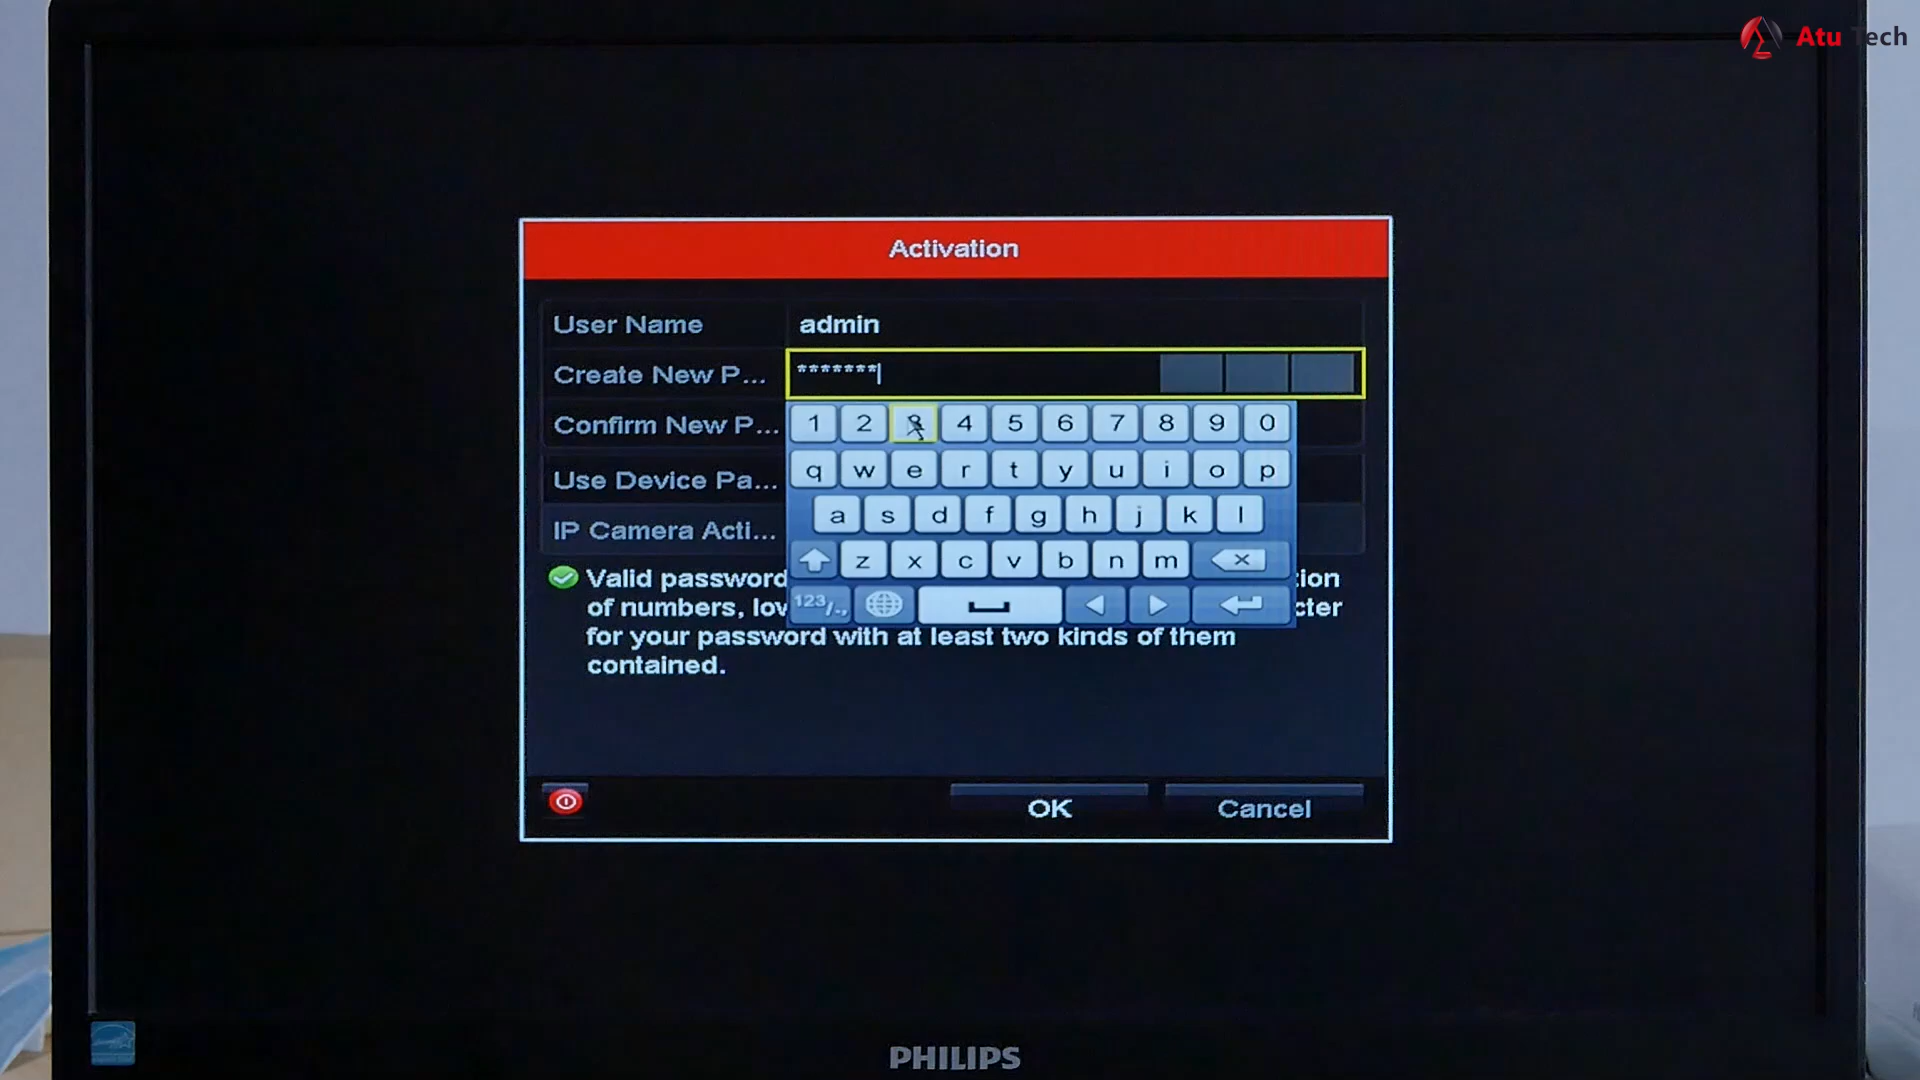 Atu Tech
Activation
User Name admin
Create New P... *******
Confirm New P...
Use Device Pa...
IP Camera Acti...
1 2 3 4 5 6 7 8 9 0
q w e r t y u i o p
a s d f g h j k l
z x c v b n m
123/.,
Valid password tion
of numbers, low cter
for your password with at least two kinds of them
contained.
OK Cancel
PHILIPS